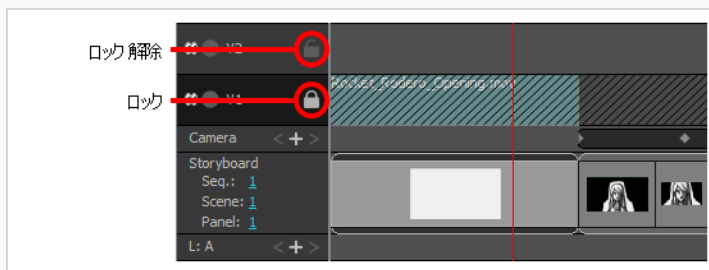 ロック解除
V2
ロック
V1
Rocket_Rodero_Opening.mov
Camera < + >
Storyboard
Seq.: 1
Scene: 1
Panel: 1
L: A < + >